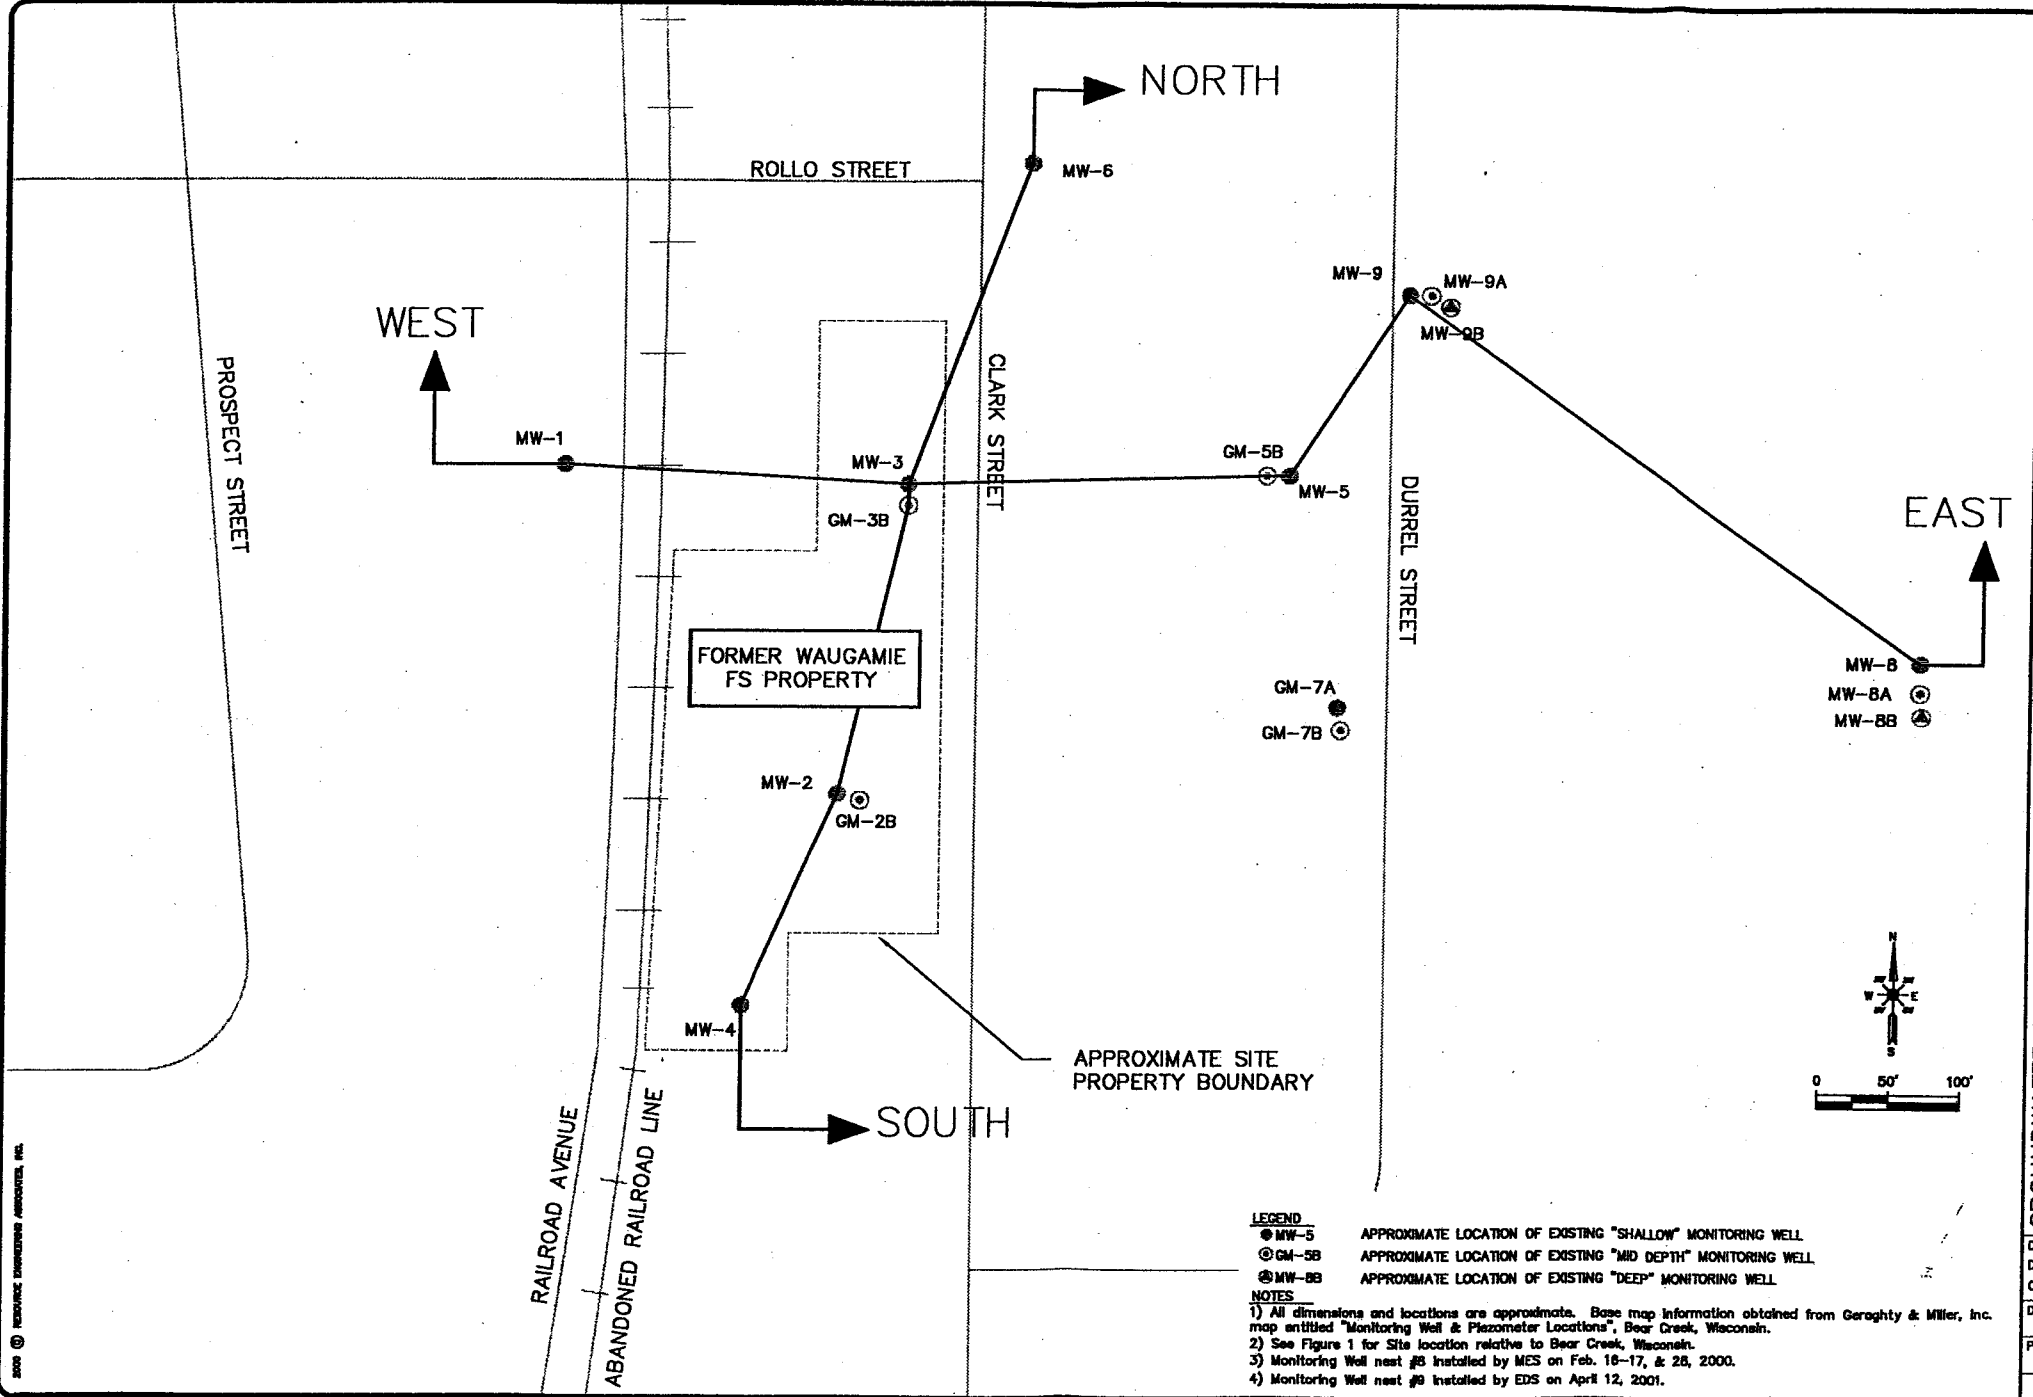 NORTH
ROLLO STREET
MW-6
MW-9
MW-9A
MW-9B
WEST
PROSPECT STREET
CLARK STREET
MW-1
MW-3
GM-3B
GM-5B
MW-5
DURREL STREET
EAST
FORMER WAUGAMIE
FS PROPERTY
MW-8
MW-8A
MW-8B
GM-7A
GM-7B
MW-2
GM-2B
MW-4
SOUTH
APPROXIMATE SITE
PROPERTY BOUNDARY
N
W
E
S
0 50' 100'
RAILROAD AVENUE
ABANDONED RAILROAD LINE
LEGEND
MW-5 APPROXIMATE LOCATION OF EXISTING "SHALLOW" MONITORING WELL
GM-5B APPROXIMATE LOCATION OF EXISTING "MID DEPTH" MONITORING WELL
MW-8B APPROXIMATE LOCATION OF EXISTING "DEEP" MONITORING WELL
NOTES
1) All dimensions and locations are approximate. Base map information obtained from Geraghty & Miller, Inc.
map entitled "Monitoring Well & Piezometer Locations", Bear Creek, Wisconsin.
2) See Figure 1 for Site location relative to Bear Creek, Wisconsin.
3) Monitoring Well nest #8 installed by MES on Feb. 16-17, & 28, 2000.
4) Monitoring Well nest #9 installed by EDS on April 12, 2001.
2000 © RESOURCE ENGINEERING ASSOCIATES, INC.